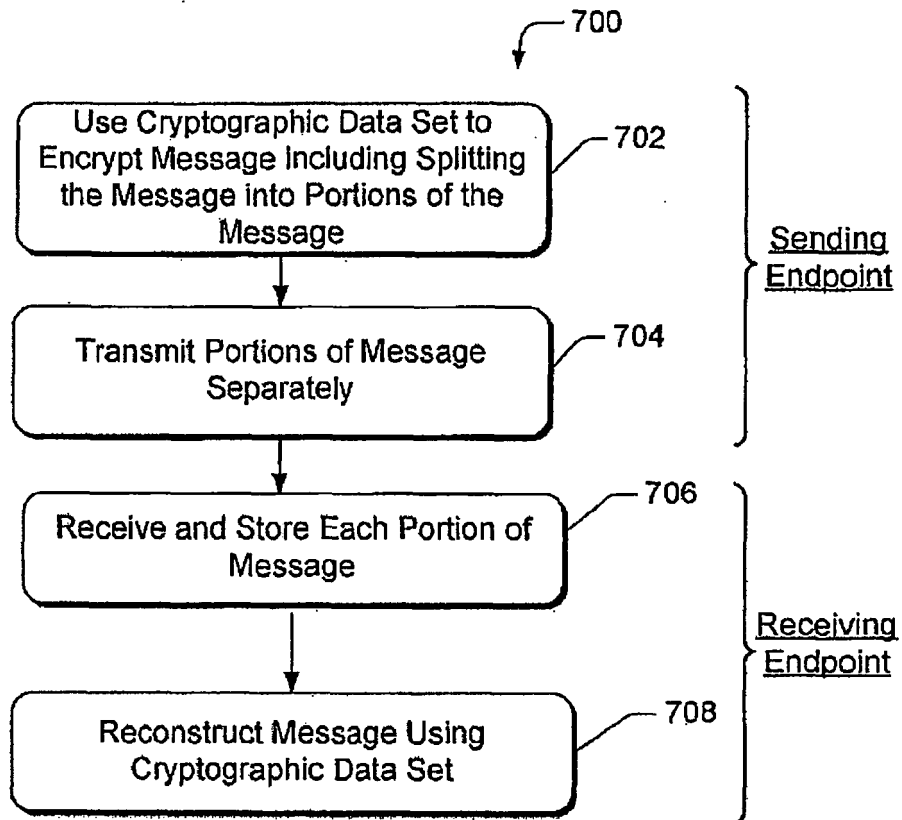 700
Use Cryptographic Data Set to
Encrypt Message Including Splitting
the Message into Portions of the
Message
702
Sending
Endpoint
Transmit Portions of Message
Separately
704
Receive and Store Each Portion of
Message
706
Receiving
Endpoint
Reconstruct Message Using
Cryptographic Data Set
708